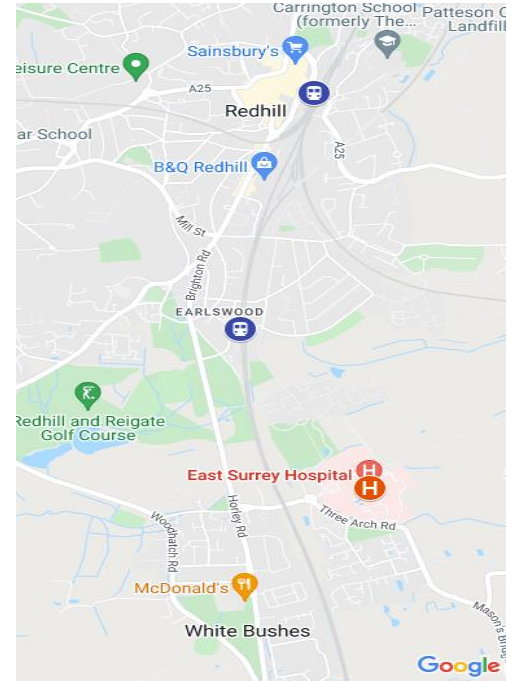 Carrington School
(formerly The...
Patteson C
Landfill
Sainsbury's
eisure Centre
A25
Redhill
ar School
A25
B&Q Redhill
Mill St
Brighton Rd
EARLSWOOD
Redhill and Reigate
Golf Course
East Surrey Hospital
H
H
Horley Rd
Three Arch Rd
Woodhatch Rd
McDonald's
Mason's Bridg
White Bushes
Google